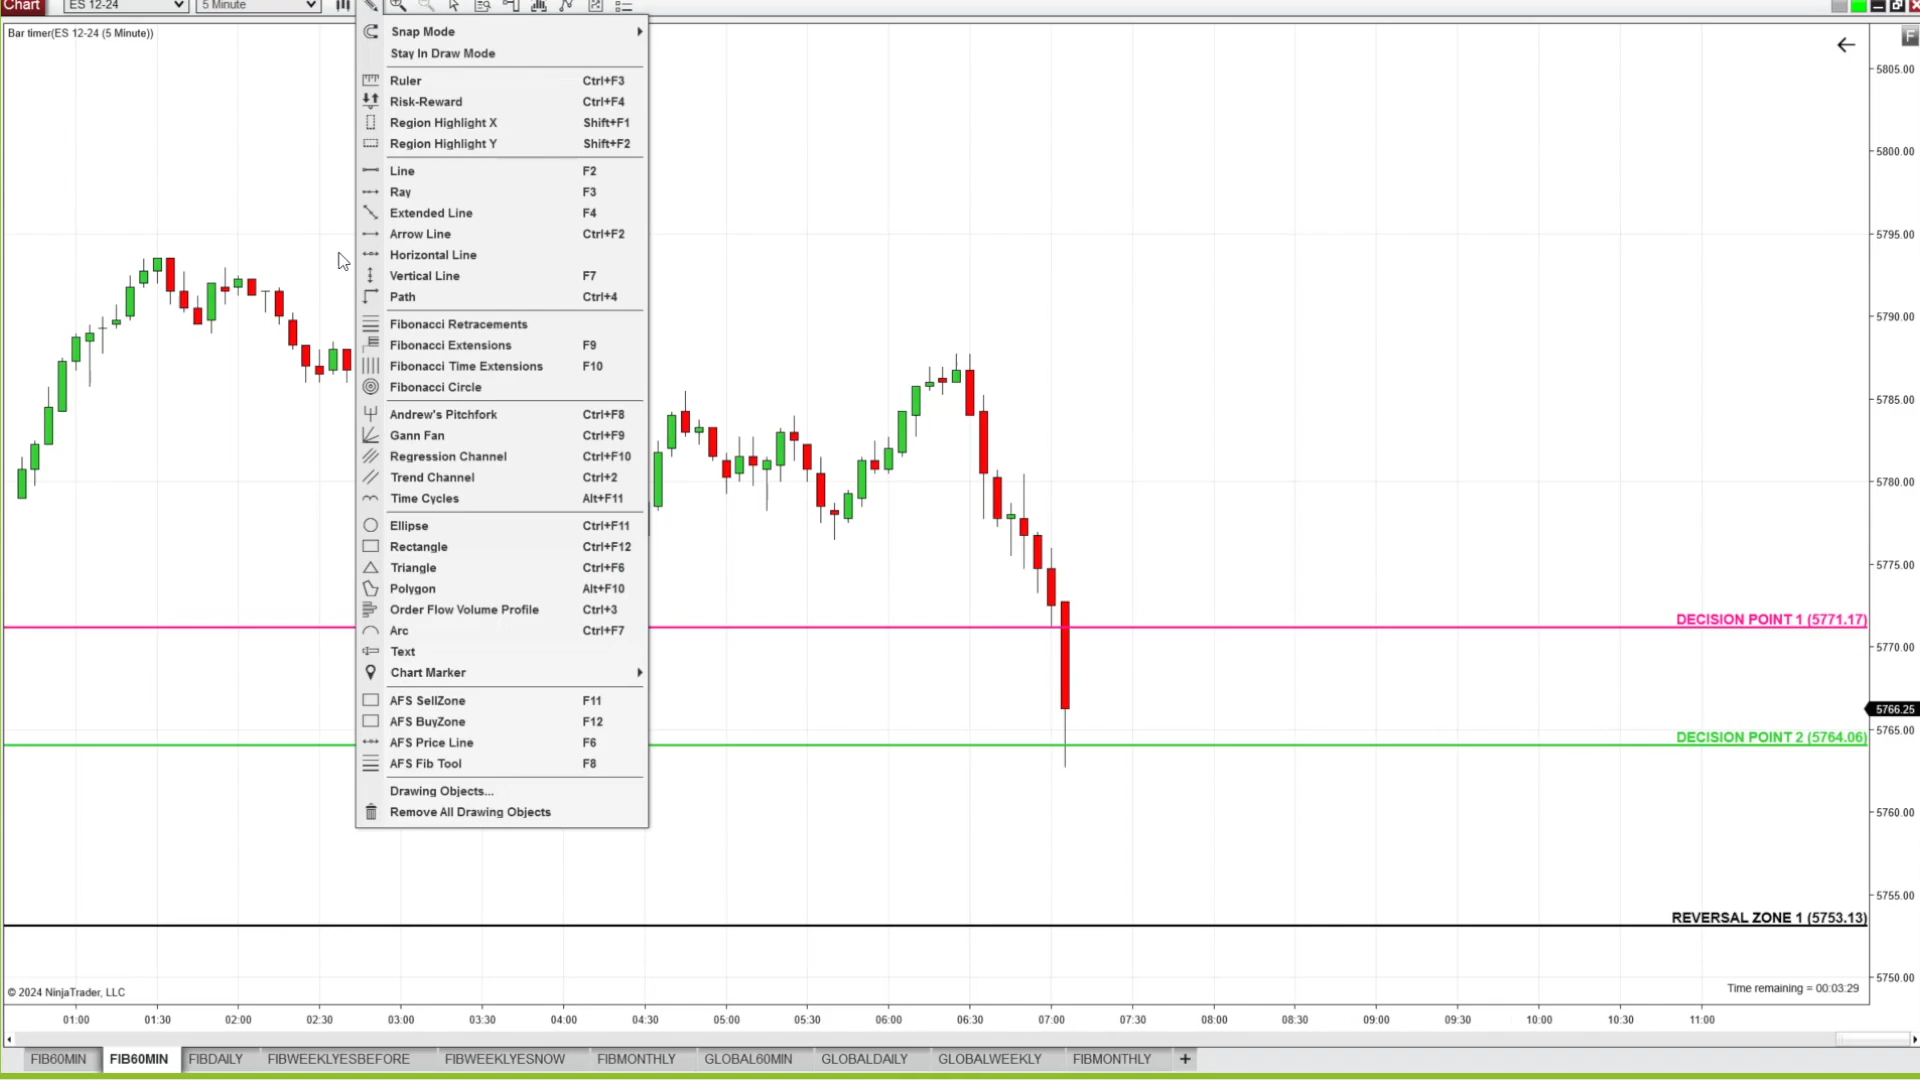 Chart
ES 12-24
5 Minute
Bar timer(ES 12-24 (5 Minute))
F
Snap Mode
Stay In Draw Mode
Ruler Ctrl+F3
Risk-Reward Ctrl+F4
Region Highlight X Shift+F1
Region Highlight Y Shift+F2
Line F2
Ray F3
Extended Line F4
Arrow Line Ctrl+F2
Horizontal Line
Vertical Line F7
Path Ctrl+4
Fibonacci Retracements
Fibonacci Extensions F9
Fibonacci Time Extensions F10
Fibonacci Circle
Andrew's Pitchfork Ctrl+F8
Gann Fan Ctrl+F9
Regression Channel Ctrl+F10
Trend Channel Ctrl+2
Time Cycles Alt+F11
Ellipse Ctrl+F11
Rectangle Ctrl+F12
Triangle Ctrl+F6
Polygon Alt+F10
Order Flow Volume Profile Ctrl+3
Arc Ctrl+F7
Text
Chart Marker
AFS SellZone F11
AFS BuyZone F12
AFS Price Line F6
AFS Fib Tool F8
Drawing Objects...
Remove All Drawing Objects
5805.00
5800.00
5795.00
5790.00
5785.00
5780.00
5775.00
DECISION POINT 1 (5771.17)
5770.00
5766.25
5765.00
DECISION POINT 2 (5764.06)
5760.00
5755.00
REVERSAL ZONE 1 (5753.13)
5750.00
© 2024 NinjaTrader, LLC
Time remaining = 00:03:29
01:00 01:30 02:00 02:30 03:00 03:30 04:00 04:30 05:00 05:30 06:00 06:30 07:00 07:30 08:00 08:30 09:00 09:30 10:00 10:30 11:00
FIB60MIN FIB60MIN FIBDAILY FIBWEEKLYESBEFORE FIBWEEKLYESNOW FIBMONTHLY GLOBAL60MIN GLOBALDAILY GLOBALWEEKLY FIBMONTHLY +